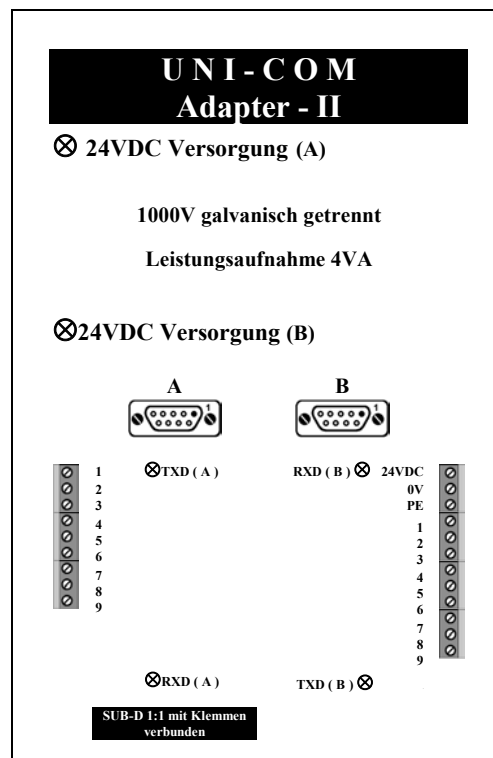 U N I - C O M
Adapter - II
24VDC Versorgung (A)
1000V galvanisch getrennt
Leistungsaufnahme 4VA
24VDC Versorgung (B)
A B
1 1
1 TXD ( A ) RXD ( B ) 24VDC
2 0V
3 PE
4 1
5 2
6 3
7 4
8 5
9 6
7
8
9
RXD ( A ) TXD ( B )
SUB-D 1:1 mit Klemmen
verbunden